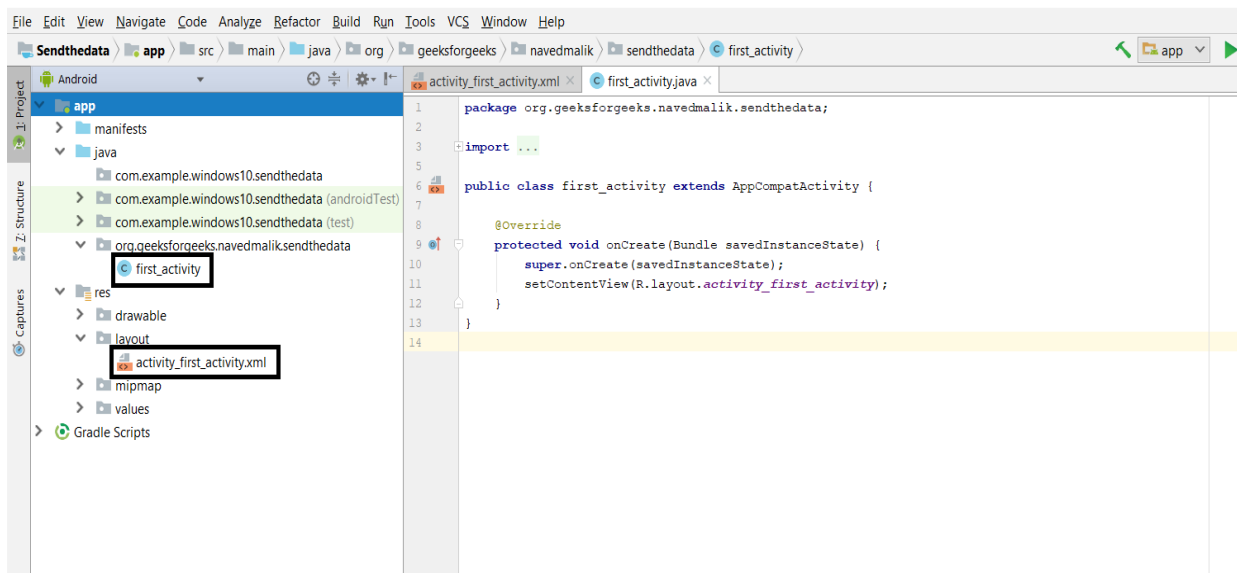 File Edit View Navigate Code Analyze Refactor Build Run Tools VCS Window Help
Sendthedata app src main java org geeksforgeeks navedmalik sendthedata first_activity app
1: Project
Z: Structure
Captures
Android
app
manifests
java
com.example.windows10.sendthedata
com.example.windows10.sendthedata (androidTest)
com.example.windows10.sendthedata (test)
org.geeksforgeeks.navedmalik.sendthedata
first_activity
res
drawable
layout
activity_first_activity.xml
mipmap
values
Gradle Scripts
activity_first_activity.xml first_activity.java
1 package org.geeksforgeeks.navedmalik.sendthedata;
2
3 import ...
5
6 public class first_activity extends AppCompatActivity {
7
8 @Override
9 protected void onCreate(Bundle savedInstanceState) {
10 super.onCreate(savedInstanceState);
11 setContentView(R.layout.activity_first_activity);
12 }
13 }
14